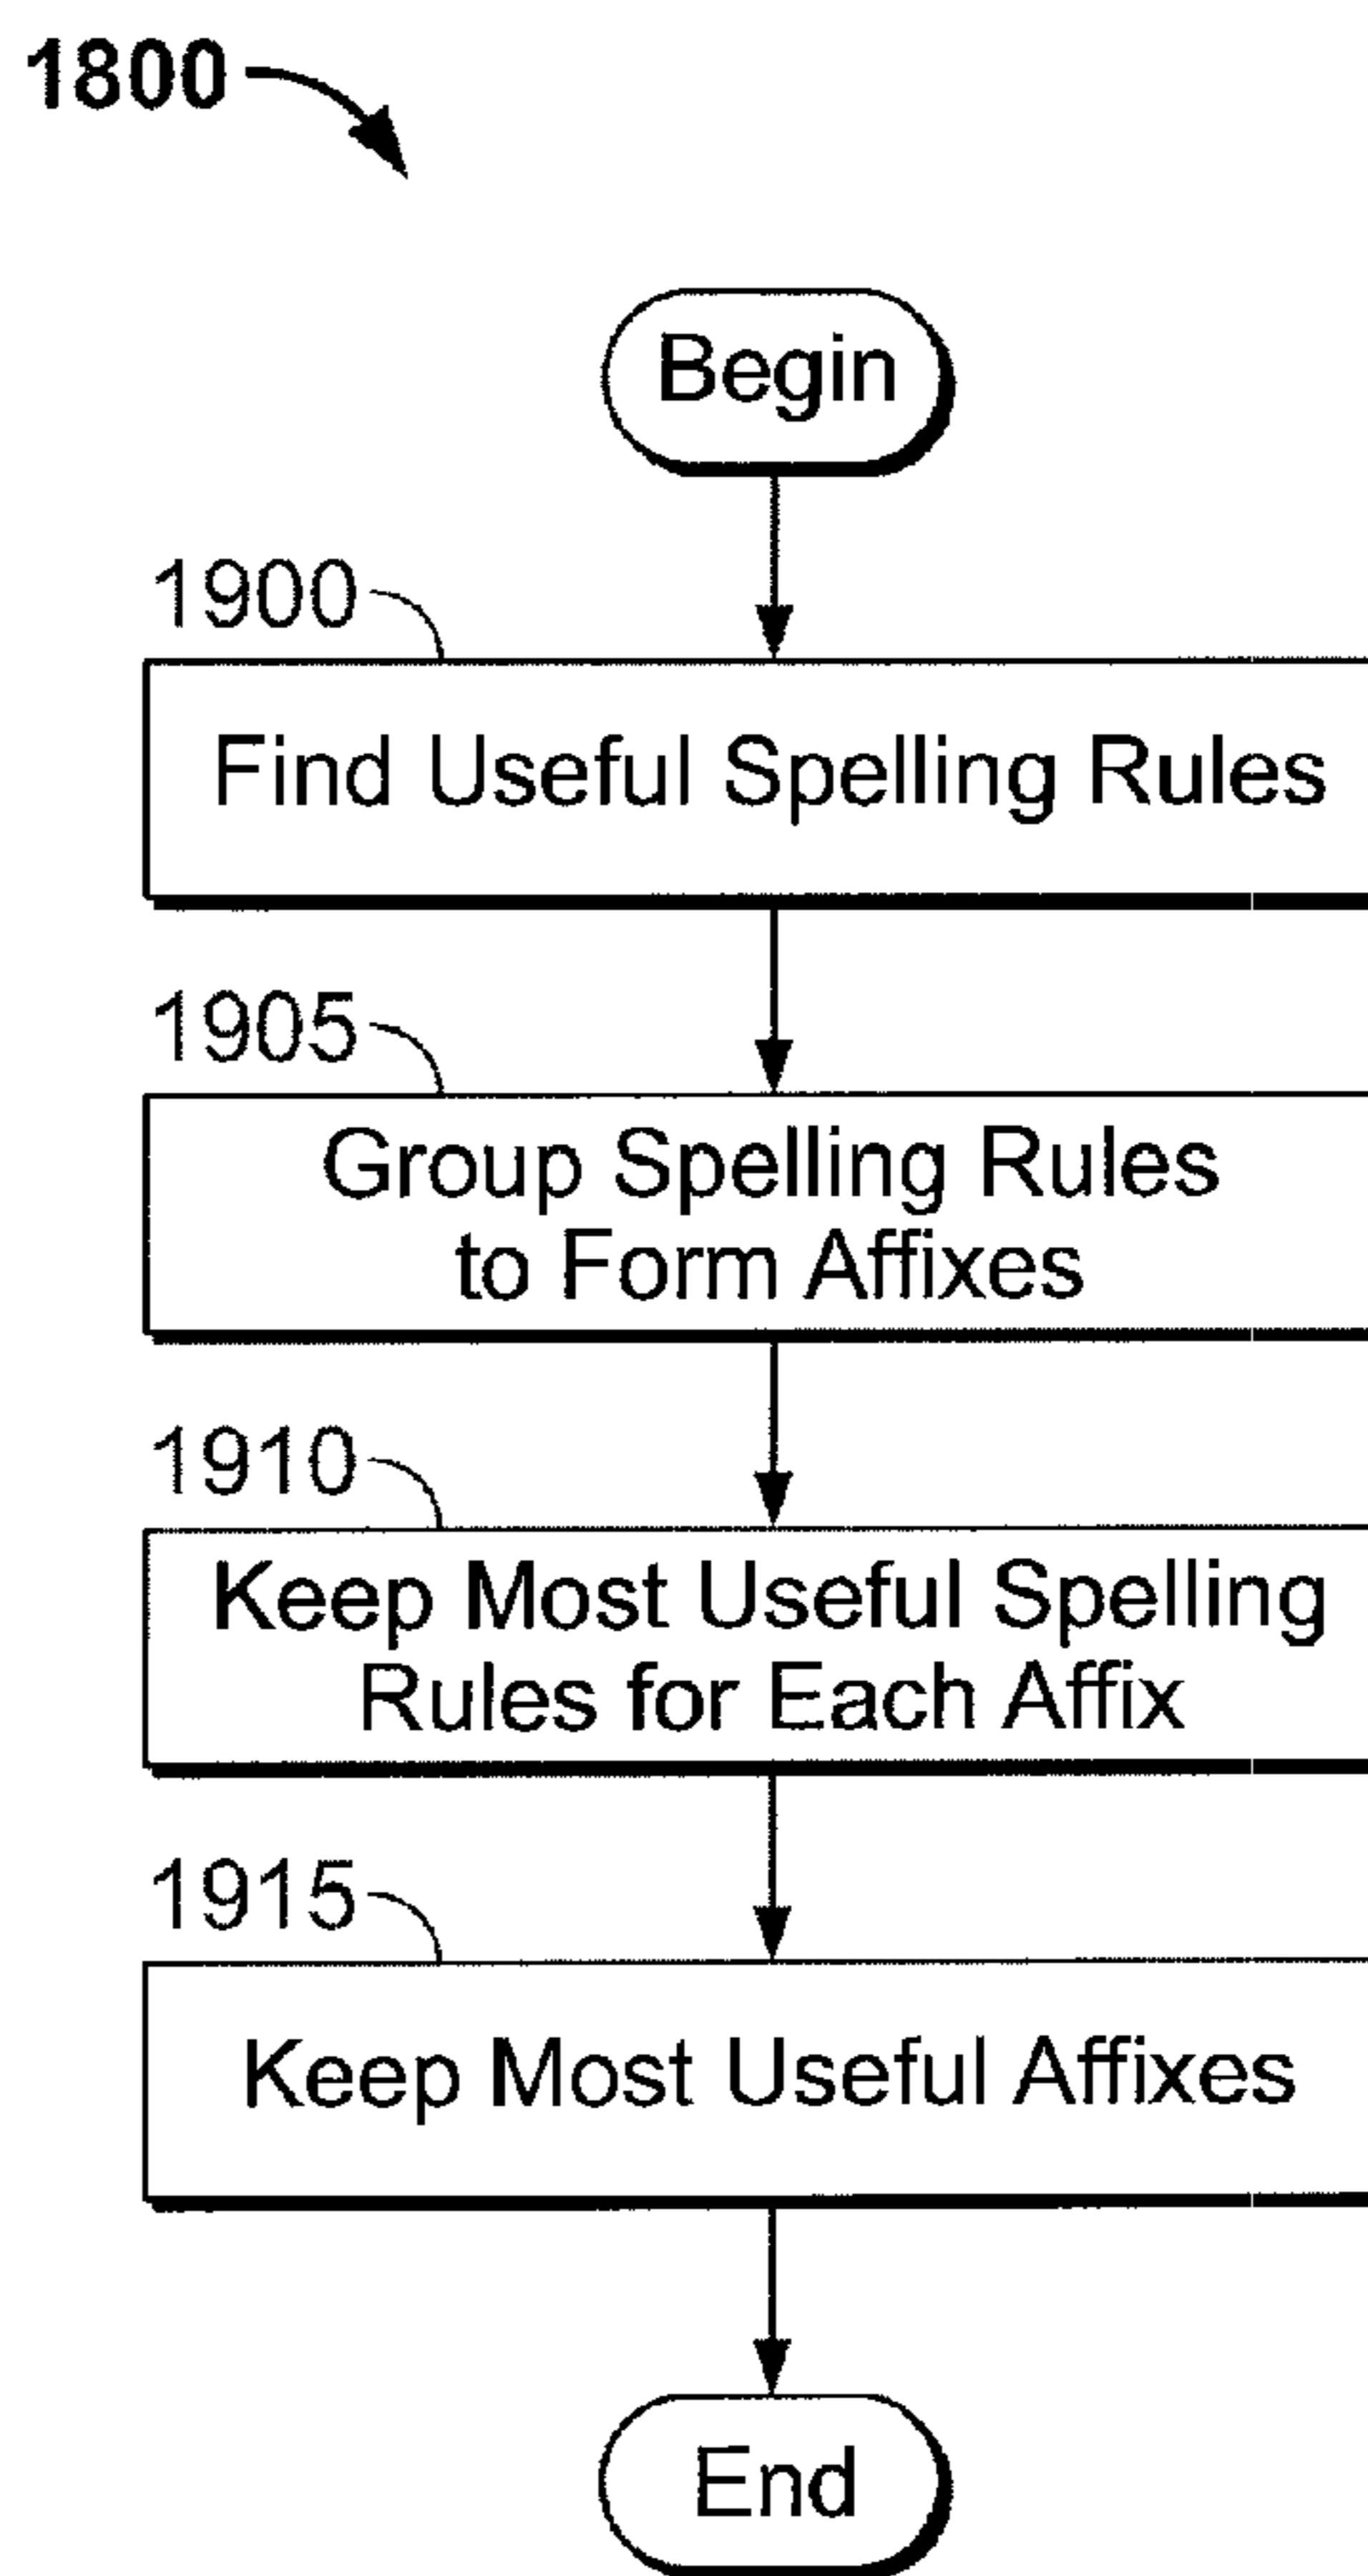 1800
Begin
1900
Find Useful Spelling Rules
1905
Group Spelling Rules
to Form Affixes
1910
Keep Most Useful Spelling
Rules for Each Affix
1915
Keep Most Useful Affixes
End